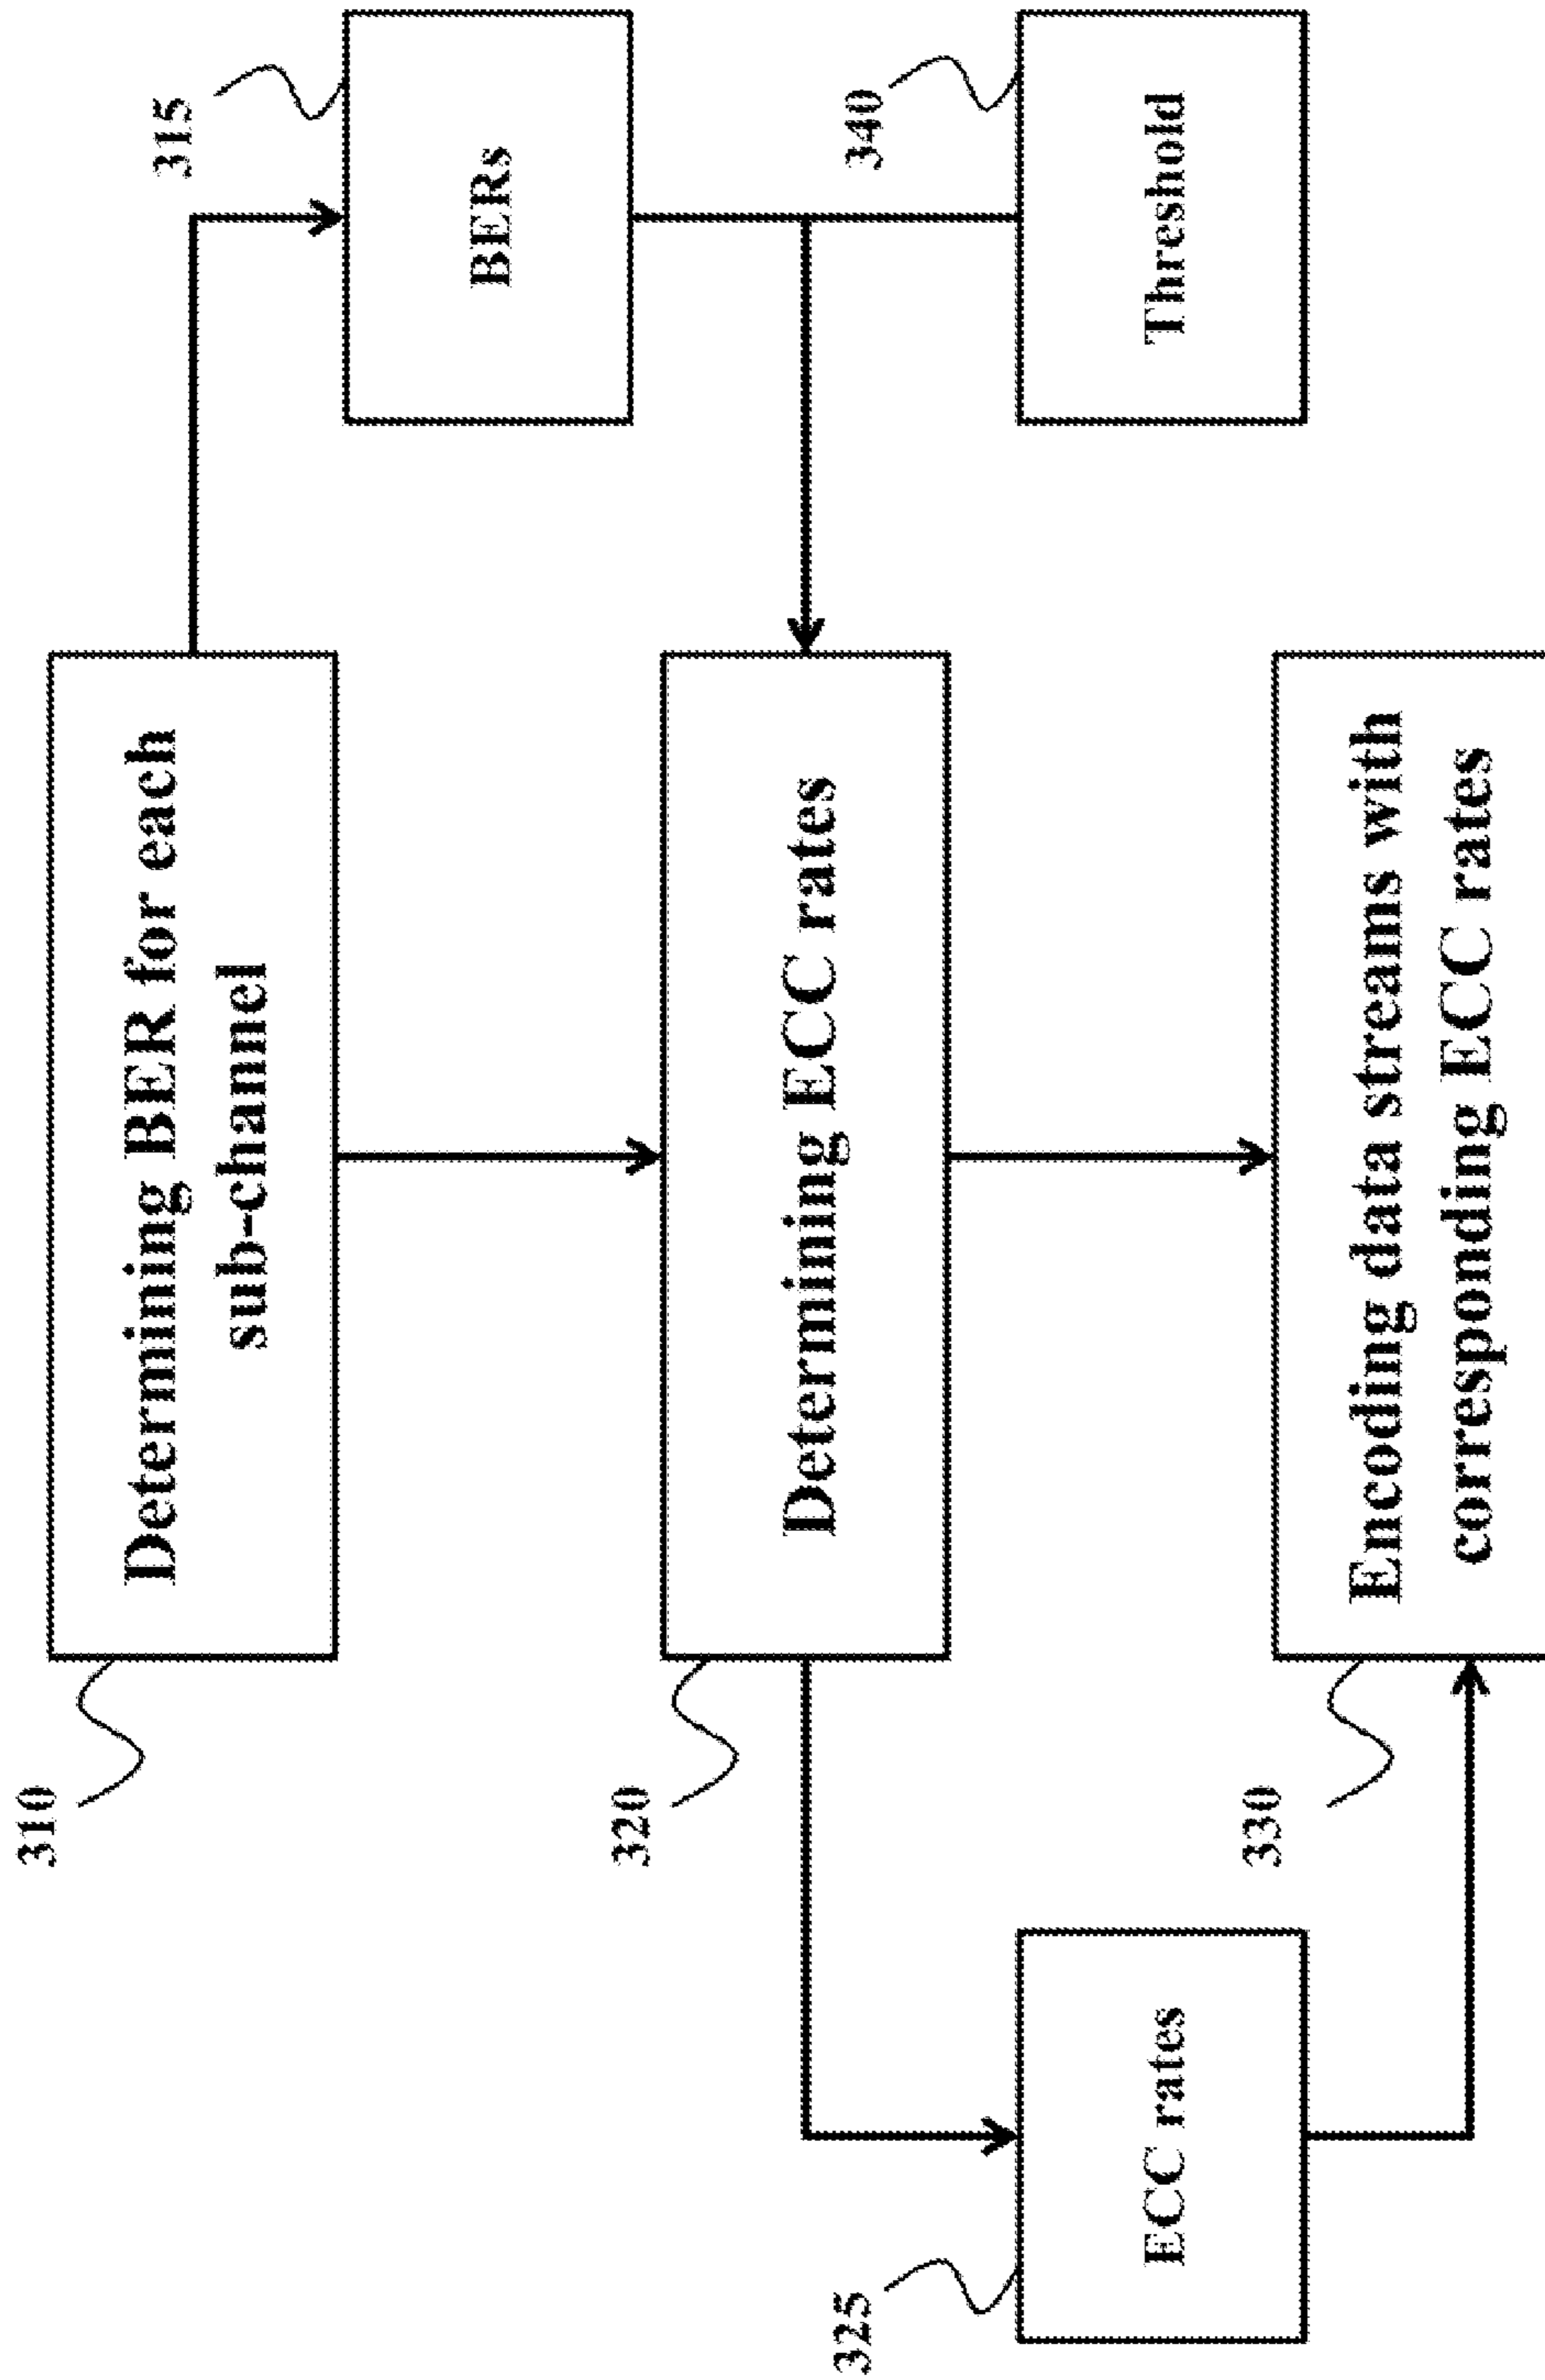 310
Determining BER for each
sub-channel
315
BERs
320
Determining ECC rates
340
Threshold
325
ECC rates
330
Encoding data streams with
corresponding ECC rates